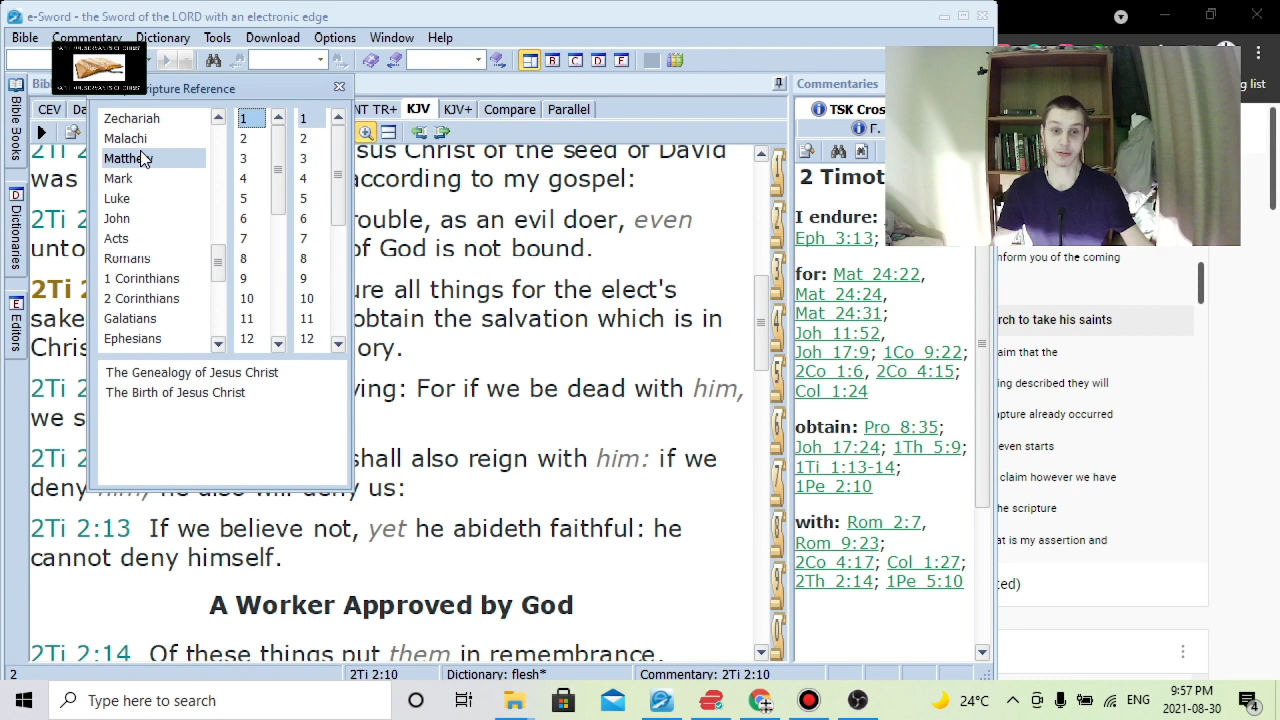 e-Sword - the Sword of the LORD with an electronic edge
Bible Commentary Dictionary Tools Download Options Window Help
B C D F
cripture Reference
CEV
NT TR+ KJV KJV+ Compare Parallel
Bible Books
Dictionaries
Editors
Zechariah
Malachi
Matthew
Mark
Luke
John
Acts
Romans
1 Corinthians
2 Corinthians
Galatians
Ephesians
1 1
2 2
3 3
4 4
5 5
6 6
7 7
8 8
9 9
10 10
11 11
12 12
The Genealogy of Jesus Christ
The Birth of Jesus Christ
sus Christ of the seed of David
was according to my gospel:
2Ti rouble, as an evil doer, even
unto of God is not bound.
2Ti ure all things for the elect's
sake obtain the salvation which is in
Chris ory.
2Ti ying: For if we be dead with him,
we s
2Ti shall also reign with him: if we
deny him, he also will deny us:
2Ti 2:13 If we believe not, yet he abideth faithful: he
cannot deny himself.
A Worker Approved by God
2Ti 2:14 Of these things put them in remembrance,
Commentaries
TSK Cros
2 Timot
I endure:
Eph 3:13;
for: Mat 24:22,
Mat 24:24,
Mat 24:31;
Joh 11:52,
Joh 17:9; 1Co 9:22;
2Co 1:6, 2Co 4:15;
Col 1:24
obtain: Pro 8:35;
Joh 17:24; 1Th 5:9;
1Ti 1:13-14;
1Pe 2:10
with: Rom 2:7,
Rom 9:23;
2Co 4:17; Col 1:27;
2Th 2:14; 1Pe 5:10
g list
nform you of the coming
rch to take his saints
aim that the
ng described they will
pture already occurred
even starts
claim however we have
he scripture
at is my assertion and
ted)
2 2Ti 2:10 Dictionary: flesh* Commentary: 2Ti 2:10
Type here to search
24°C
ENG
9:57 PM
2021-08-30
4